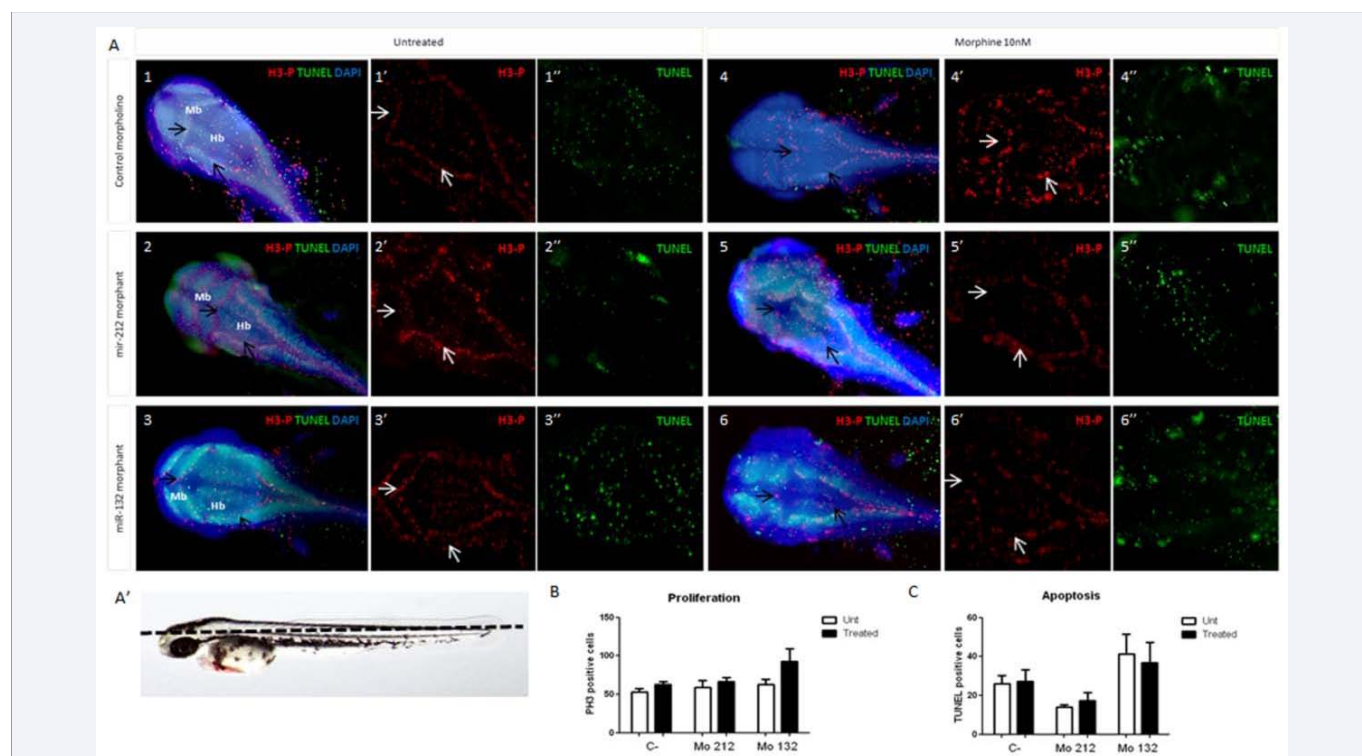 A
Untreated
Morphine 10nM
Control morpholino
1
H3-P TUNEL DAPI
Mb
Hb
1’
H3-P
1’’
TUNEL
4
H3-P TUNEL DAPI
4’
H3-P
4’’
TUNEL
mir-212 morphant
2
H3-P TUNEL DAPI
Mb
Hb
2’
H3-P
2’’
TUNEL
5
H3-P TUNEL DAPI
5’
H3-P
5’’
TUNEL
miR-132 morphant
3
H3-P TUNEL DAPI
Mb
Hb
3’
H3-P
3’’
TUNEL
6
H3-P TUNEL DAPI
6’
H3-P
6’’
TUNEL
A’
B
Proliferation
PH3 positive cells
150
100
50
0
Unt
Treated
C-
Mo 212
Mo 132
C
Apoptosis
TUNEL positive cells
60
40
20
0
Unt
Treated
C-
Mo 212
Mo 132